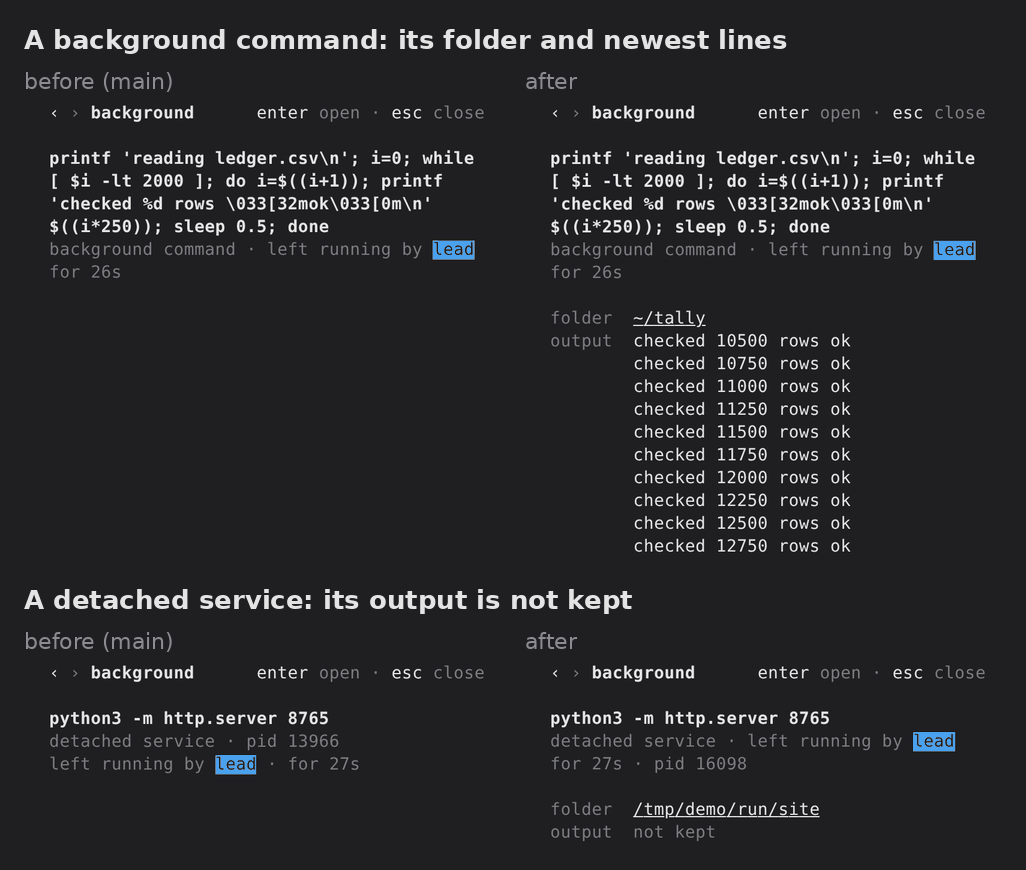 A background command: its folder and newest lines
before (main)
‹ › background enter open · esc close
printf 'reading ledger.csv\n'; i=0; while
[ $i -lt 2000 ]; do i=$((i+1)); printf
'checked %d rows \033[32mok\033[0m\n'
$((i*250)); sleep 0.5; done
background command · left running by lead
for 26s
after
‹ › background enter open · esc close
printf 'reading ledger.csv\n'; i=0; while
[ $i -lt 2000 ]; do i=$((i+1)); printf
'checked %d rows \033[32mok\033[0m\n'
$((i*250)); sleep 0.5; done
background command · left running by lead
for 26s
folder ~/tally
output checked 10500 rows ok
checked 10750 rows ok
checked 11000 rows ok
checked 11250 rows ok
checked 11500 rows ok
checked 11750 rows ok
checked 12000 rows ok
checked 12250 rows ok
checked 12500 rows ok
checked 12750 rows ok
A detached service: its output is not kept
before (main)
‹ › background enter open · esc close
python3 -m http.server 8765
detached service · pid 13966
left running by lead · for 27s
after
‹ › background enter open · esc close
python3 -m http.server 8765
detached service · left running by lead
for 27s · pid 16098
folder /tmp/demo/run/site
output not kept